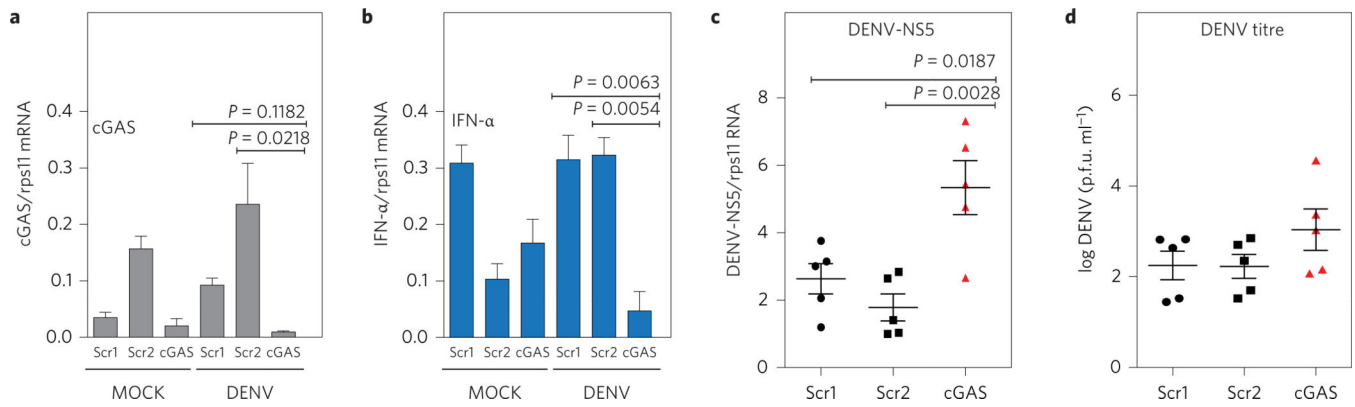 a
cGAS/rps11 mRNA
0.4
0.3
0.2
0.1
0.0
cGAS
P = 0.1182
P = 0.0218
Scr1 Scr2 cGAS Scr1 Scr2 cGAS
MOCK DENV
b
IFN-α/rps11 mRNA
0.4
0.3
0.2
0.1
0.0
IFN-α
P = 0.0063
P = 0.0054
Scr1 Scr2 cGAS Scr1 Scr2 cGAS
MOCK DENV
c
DENV-NS5
DENV-NS5/rps11 RNA
8
6
4
2
0
P = 0.0187
P = 0.0028
Scr1 Scr2 cGAS
d
DENV titre
log DENV (p.f.u. ml⁻¹)
6
4
2
0
Scr1 Scr2 cGAS